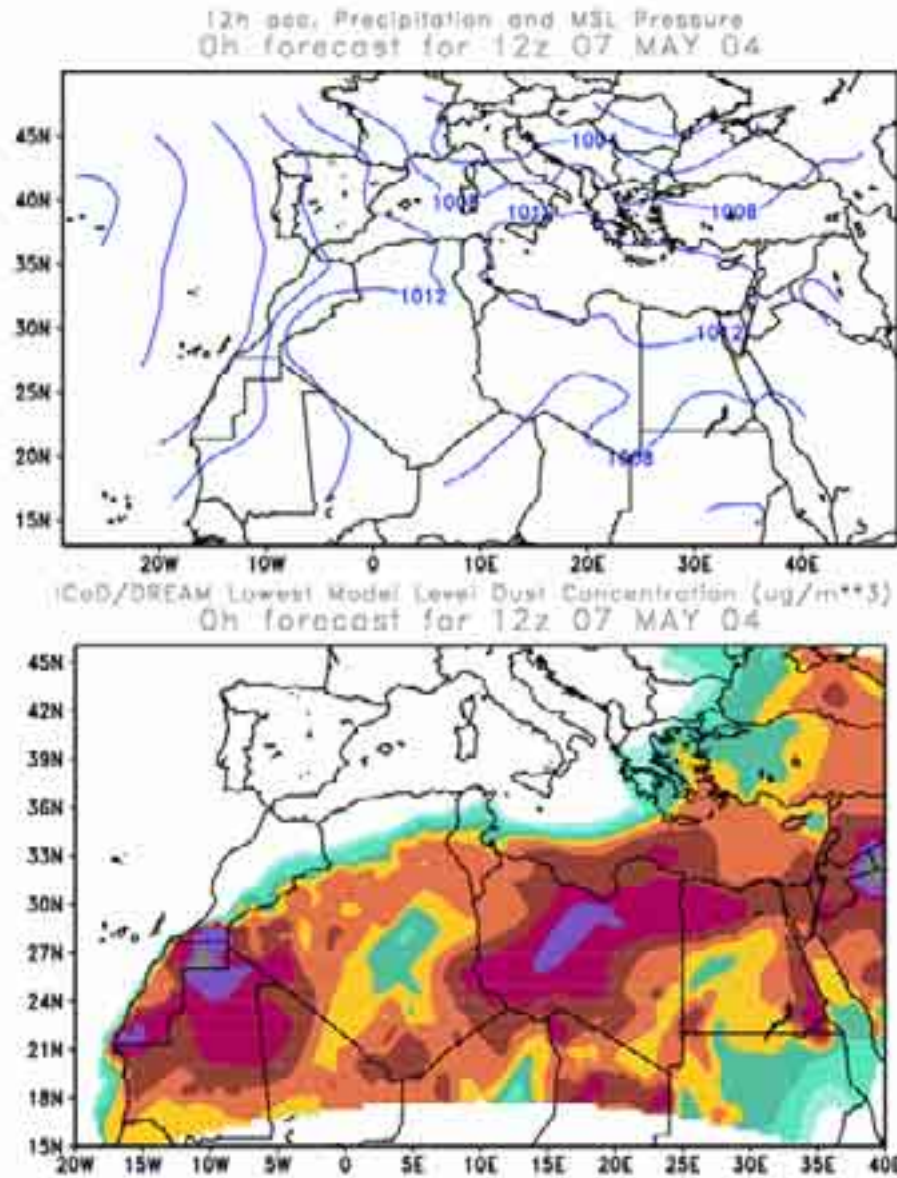 12h acc. Precipitation and MSL Pressure
0h forecast for 12z 07 MAY 04
45N
40N
35N
30N
25N
20N
15N
1004
1008
1012
1008
1012
1012
1008
20W 10W 0 10E 20E 30E 40E
ICoD/DREAM Lowest Model Level Dust Concentration (ug/m**3)
0h forecast for 12z 07 MAY 04
45N
42N
39N
36N
33N
30N
27N
24N
21N
18N
15N
20W 15W 10W 5W 0 5E 10E 15E 20E 25E 30E 35E 40E